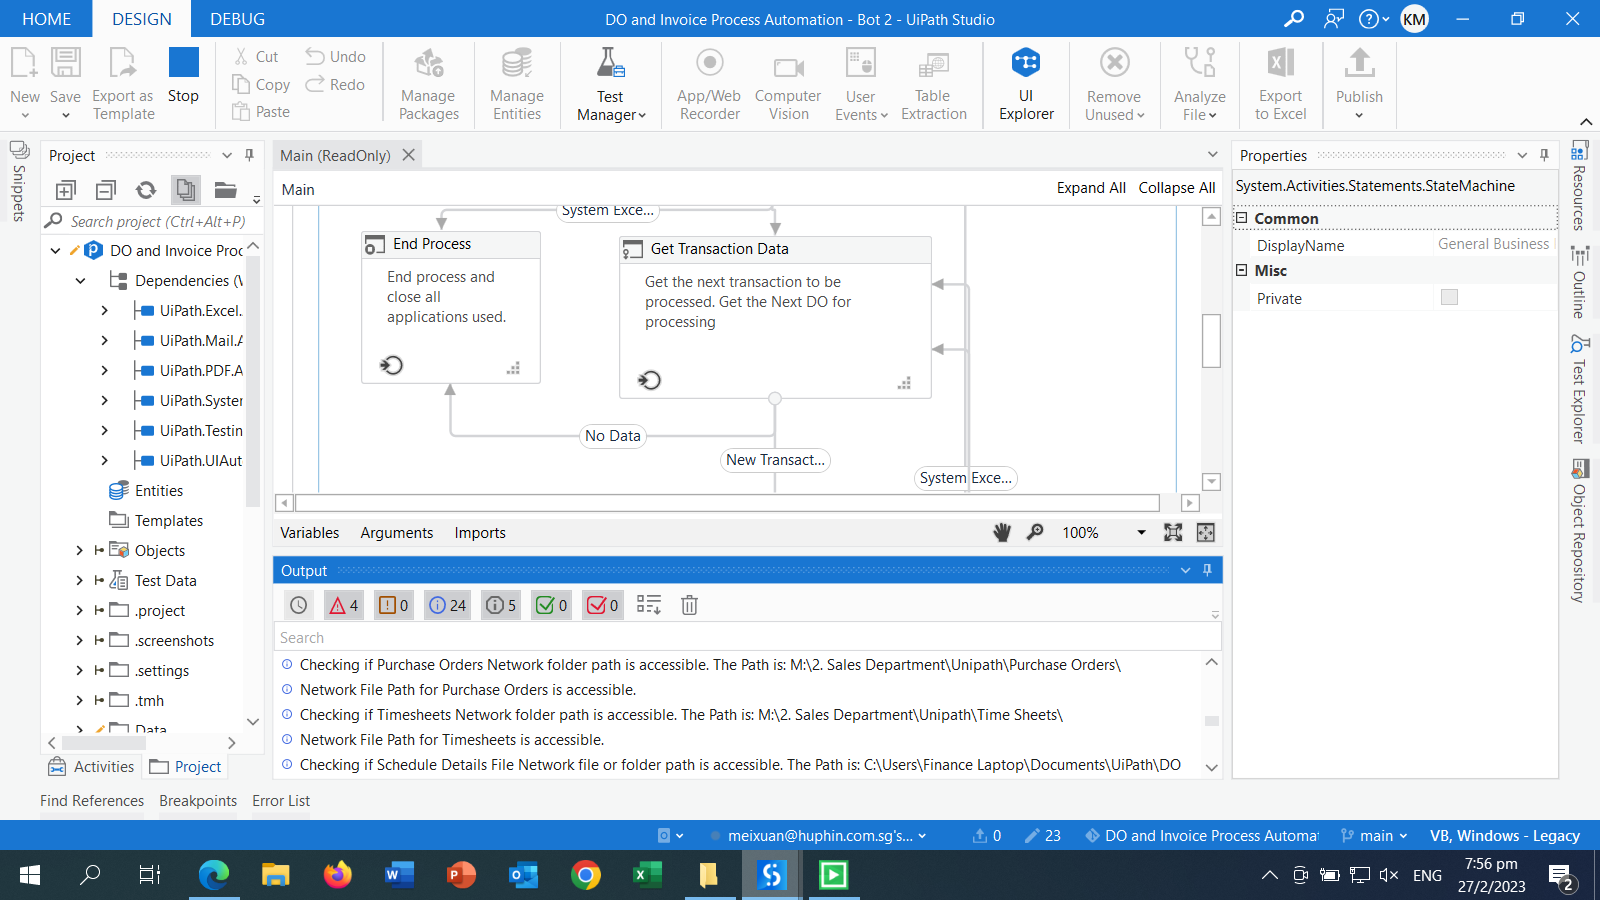 HOME
DESIGN
DEBUG
DO and Invoice Process Automation - Bot 2 - UiPath Studio
KM
New
Save
Export as
Template
Stop
Cut
Copy
Paste
Undo
Redo
Manage
Packages
Manage
Entities
Test
Manager
App/Web
Recorder
Computer
Vision
User
Events
Table
Extraction
UI
Explorer
Remove
Unused
Analyze
File
Export
to Excel
Publish
Snippets
Project
Search project (Ctrl+Alt+P)
DO and Invoice Proc
Dependencies (W
UiPath.Excel.
UiPath.Mail.A
UiPath.PDF.A
UiPath.System
UiPath.Testin
UiPath.UIAut
Entities
Templates
Objects
Test Data
.project
.screenshots
.settings
.tmh
Data
Activities
Project
Main (ReadOnly)
Main
Expand All
Collapse All
System Exce...
End Process
End process and
close all
applications used.
Get Transaction Data
Get the next transaction to be
processed. Get the Next DO for
processing
No Data
New Transact...
System Exce...
Variables
Arguments
Imports
100%
Output
4
0
24
5
0
0
Search
Checking if Purchase Orders Network folder path is accessible. The Path is: M:\2. Sales Department\Unipath\Purchase Orders\
Network File Path for Purchase Orders is accessible.
Checking if Timesheets Network folder path is accessible. The Path is: M:\2. Sales Department\Unipath\Time Sheets\
Network File Path for Timesheets is accessible.
Checking if Schedule Details File Network file or folder path is accessible. The Path is: C:\Users\Finance Laptop\Documents\UiPath\DO
Properties
System.Activities.Statements.StateMachine
Common
DisplayName
General Business
Misc
Private
Resources
Outline
Test Explorer
Object Repository
Find References
Breakpoints
Error List
meixuan@huphin.com.sg's...
0
23
DO and Invoice Process Automat
main
VB, Windows - Legacy
ENG
7:56 pm
27/2/2023
2